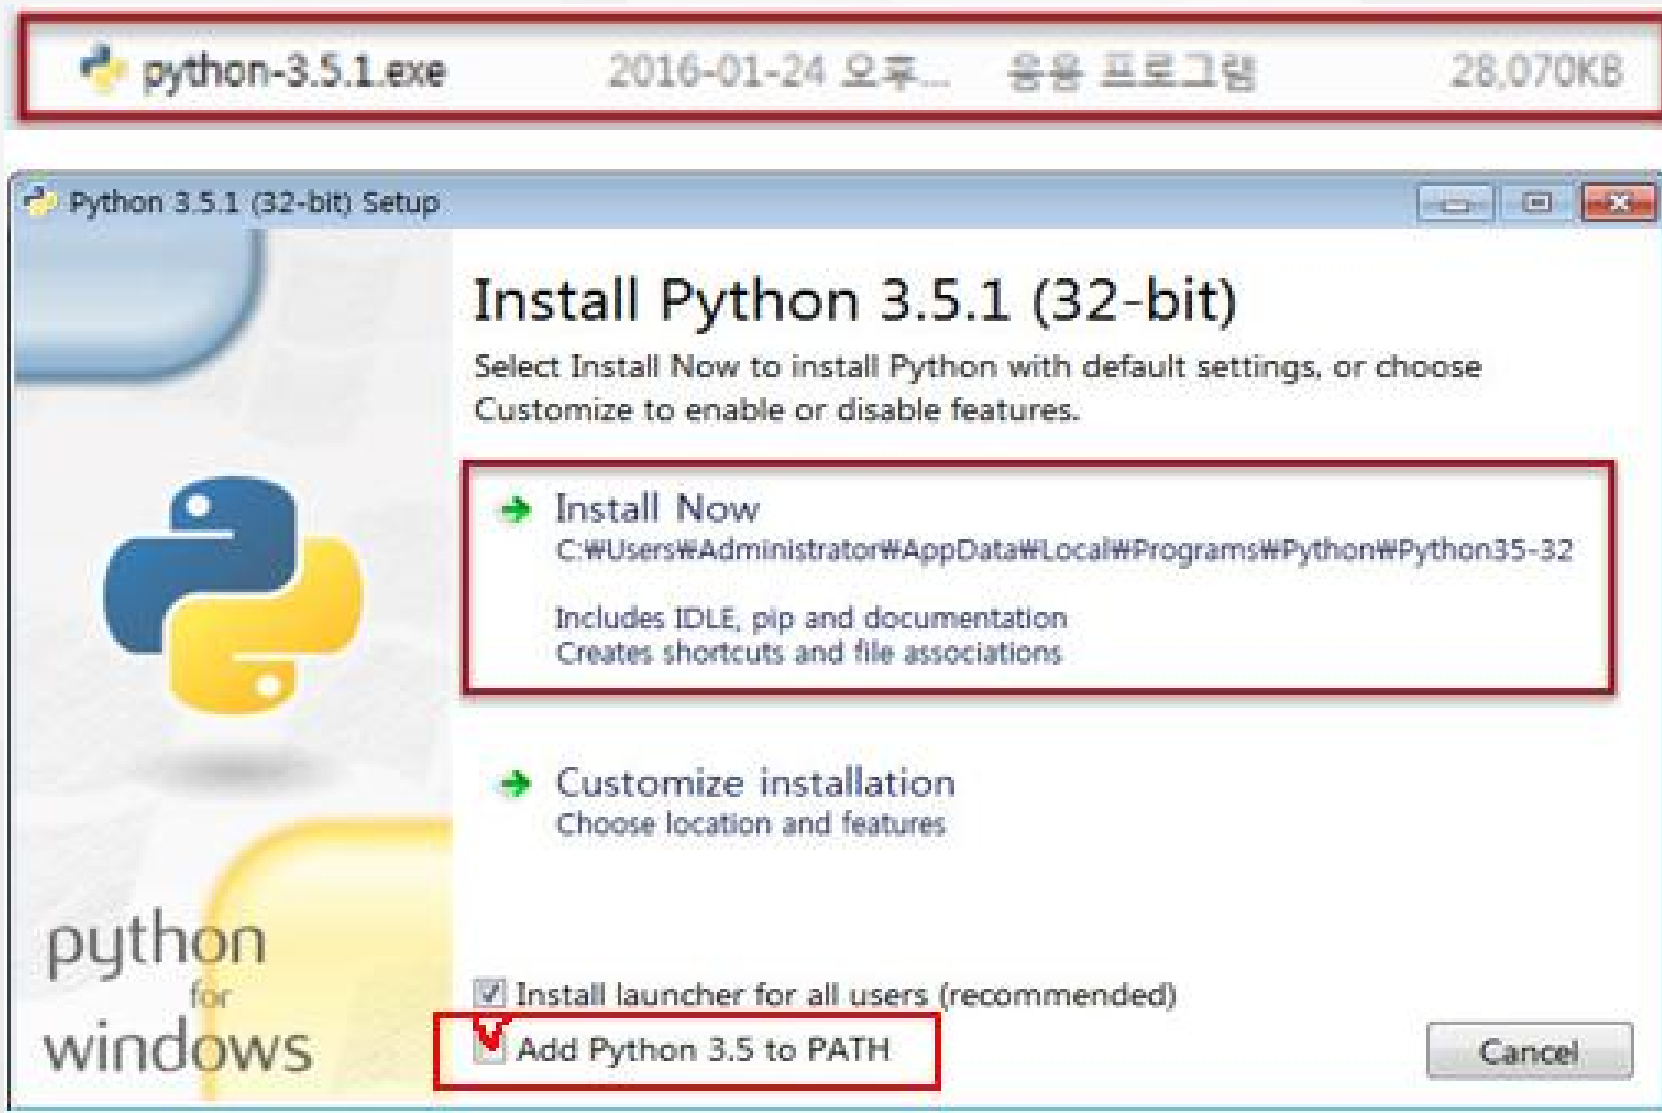 python-3.5.1.exe 2016-01-24 오후... 응용 프로그램 28,070KB
Python 3.5.1 (32-bit) Setup
Install Python 3.5.1 (32-bit)
Select Install Now to install Python with default settings, or choose
Customize to enable or disable features.
Install Now
C:₩Users₩Administrator₩AppData₩Local₩Programs₩Python₩Python35-32
Includes IDLE, pip and documentation
Creates shortcuts and file associations
Customize installation
Choose location and features
python
for
windows
Install launcher for all users (recommended)
Add Python 3.5 to PATH
Cancel